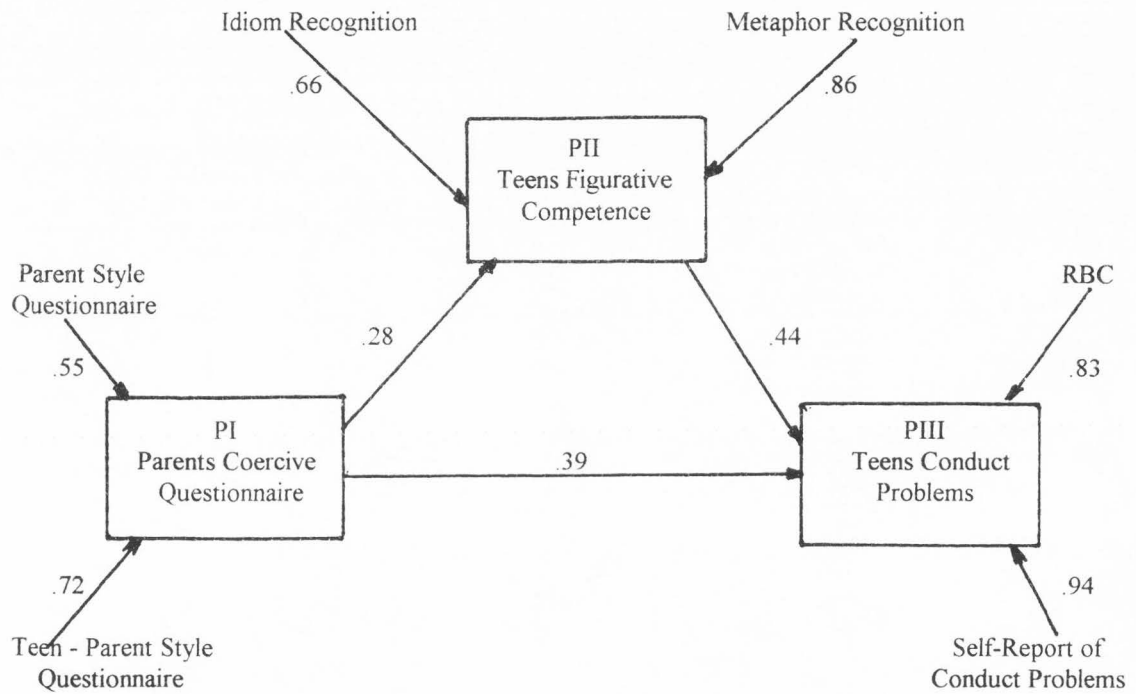 Idiom Recognition
Metaphor Recognition
.66
.86
PII
Teens Figurative
Competence
Parent Style
Questionnaire
RBC
.28
.44
.55
.83
PI
Parents Coercive
Questionnaire
.39
PIII
Teens Conduct
Problems
.72
.94
Teen - Parent Style
Questionnaire
Self-Report of
Conduct Problems